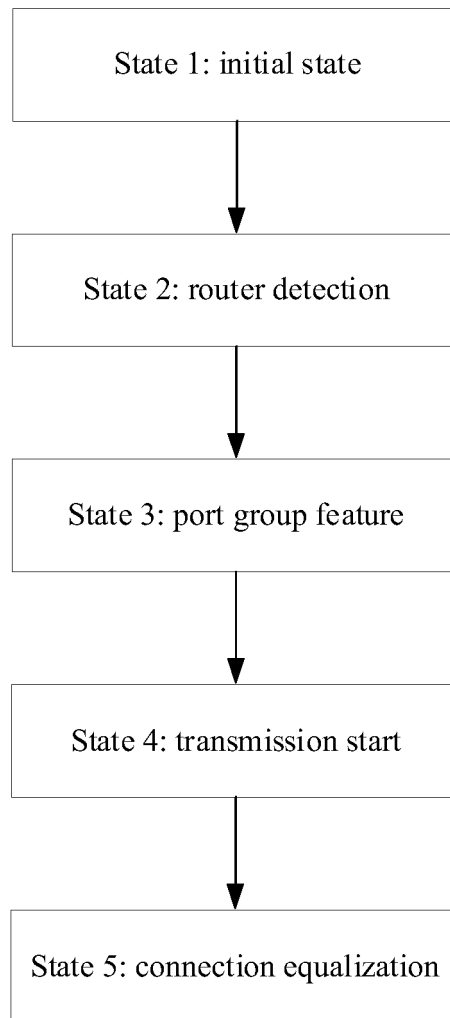 State 1: initial state
State 2: router detection
State 3: port group feature
State 4: transmission start
State 5: connection equalization